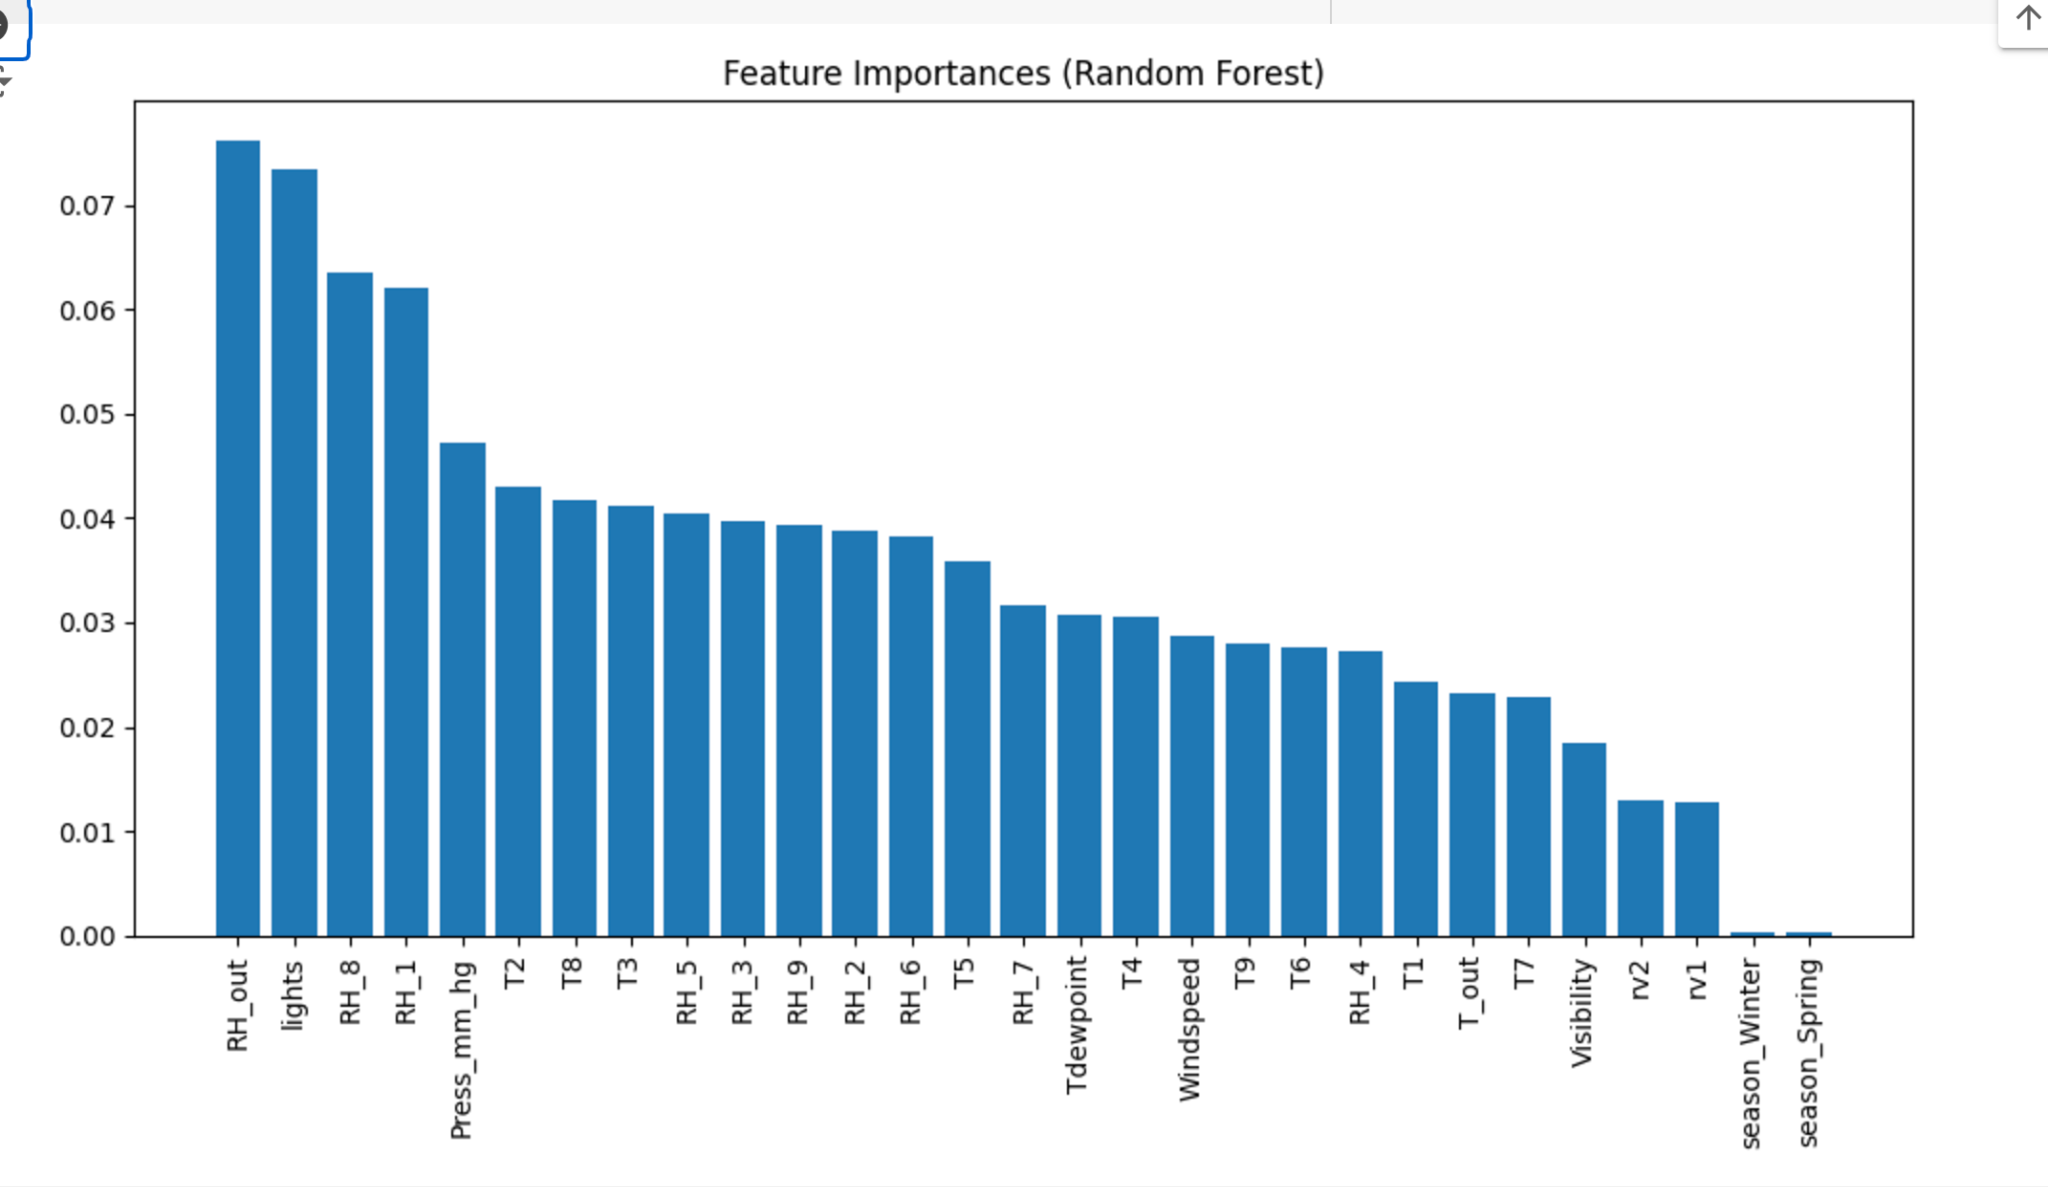 Feature Importances (Random Forest)
0.07
0.06
0.05
0.04
0.03
0.02
0.01
0.00
RH_out
lights
RH_8
RH_1
Press_mm_hg
T2
T8
T3
RH_5
RH_3
RH_9
RH_2
RH_6
T5
RH_7
Tdewpoint
T4
Windspeed
T9
T6
RH_4
T1
T_out
T7
Visibility
rv2
rv1
season_Winter
season_Spring